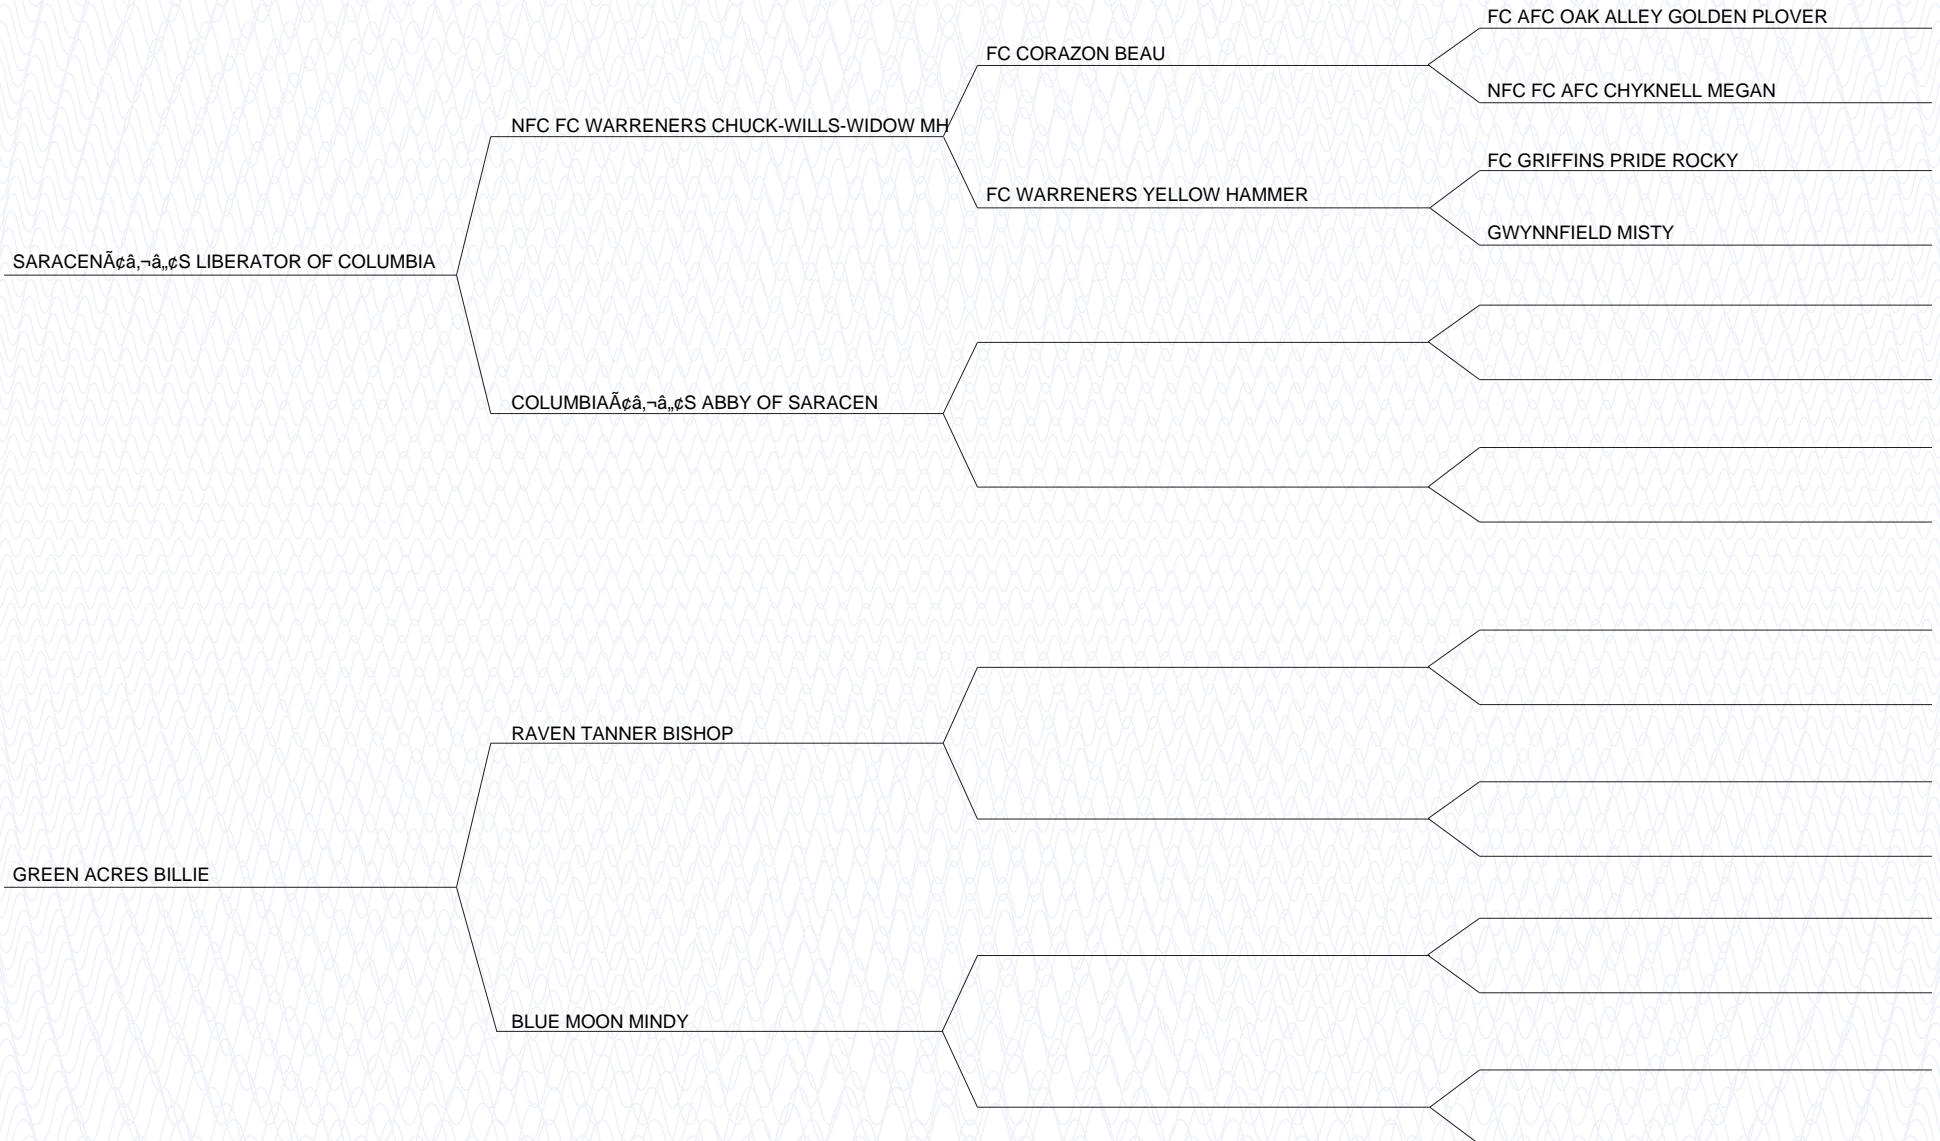 FC AFC OAK ALLEY GOLDEN PLOVER
FC CORAZON BEAU
NFC FC AFC CHYKNELL MEGAN
NFC FC WARRENERS CHUCK-WILLS-WIDOW MH
FC GRIFFINS PRIDE ROCKY
FC WARRENERS YELLOW HAMMER
GWYNNFIELD MISTY
SARACENÃ¢â‚¬â„¢S LIBERATOR OF COLUMBIA
COLUMBIAÃ¢â‚¬â„¢S ABBY OF SARACEN
RAVEN TANNER BISHOP
GREEN ACRES BILLIE
BLUE MOON MINDY